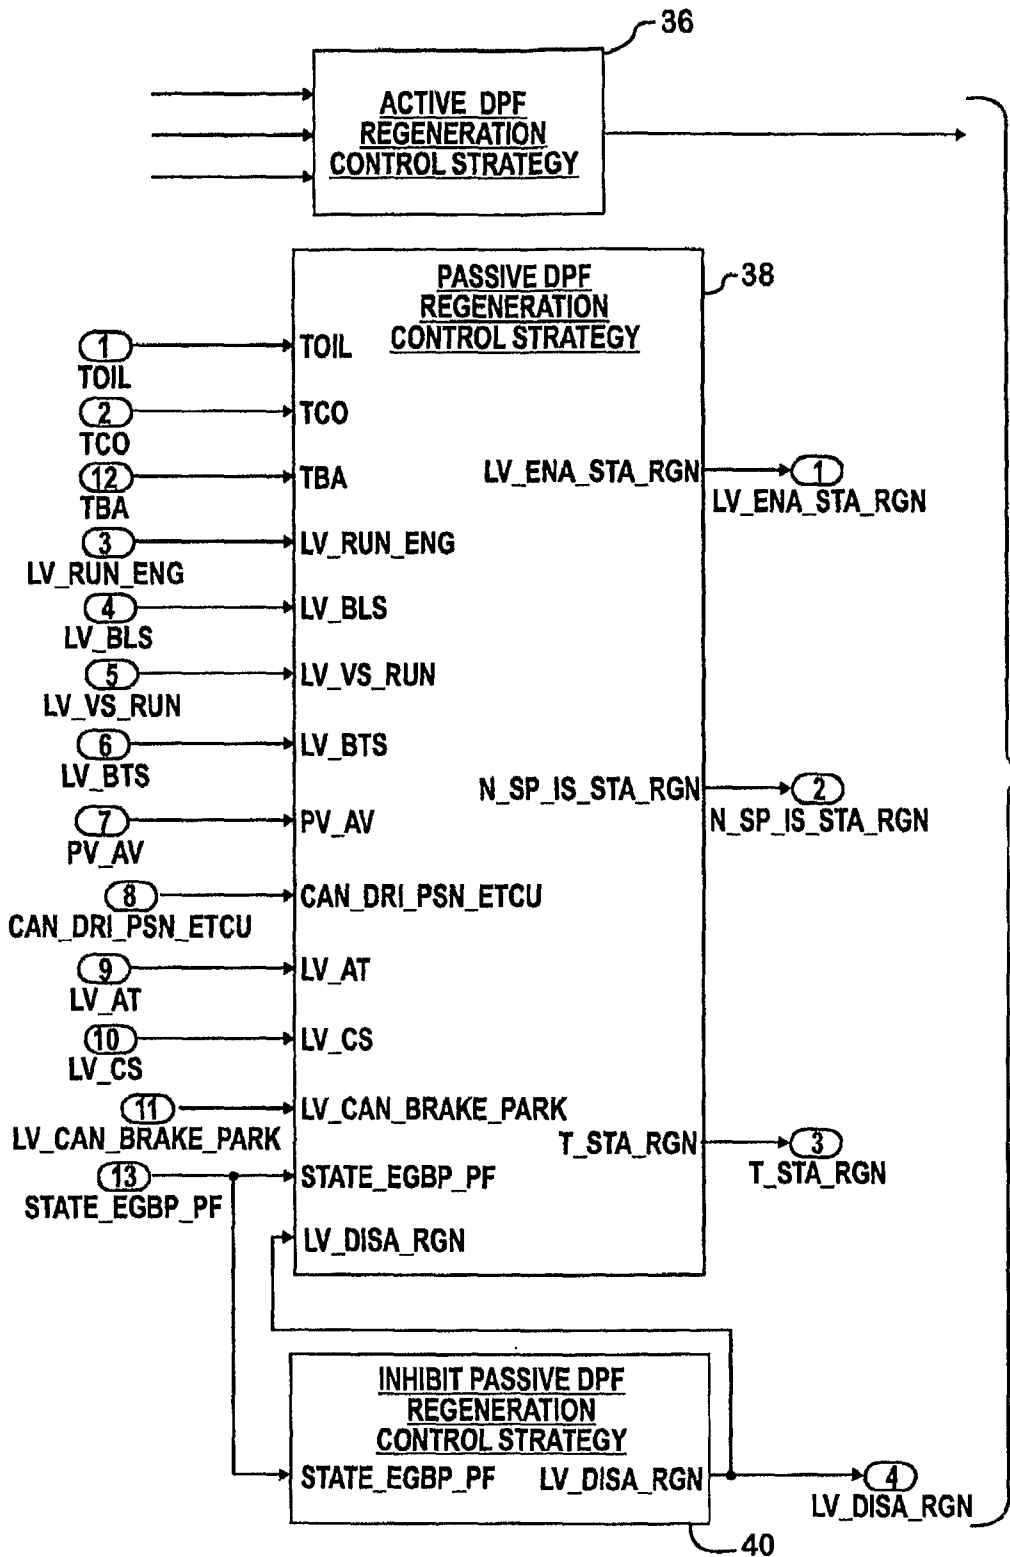 36
ACTIVE DPF
REGENERATION
CONTROL STRATEGY
38
PASSIVE DPF
REGENERATION
CONTROL STRATEGY
1
TOIL
TOIL
2
TCO
TCO
12
TBA
TBA
LV_ENA_STA_RGN
1
LV_ENA_STA_RGN
3
LV_RUN_ENG
LV_RUN_ENG
4
LV_BLS
LV_BLS
5
LV_VS_RUN
LV_VS_RUN
6
LV_BTS
LV_BTS
N_SP_IS_STA_RGN
2
N_SP_IS_STA_RGN
7
PV_AV
PV_AV
8
CAN_DRI_PSN_ETCU
CAN_DRI_PSN_ETCU
9
LV_AT
LV_AT
10
LV_CS
LV_CS
11
LV_CAN_BRAKE_PARK
LV_CAN_BRAKE_PARK
T_STA_RGN
3
T_STA_RGN
13
STATE_EGBP_PF
STATE_EGBP_PF
LV_DISA_RGN
INHIBIT PASSIVE DPF
REGENERATION
CONTROL STRATEGY
STATE_EGBP_PF
LV_DISA_RGN
4
LV_DISA_RGN
40